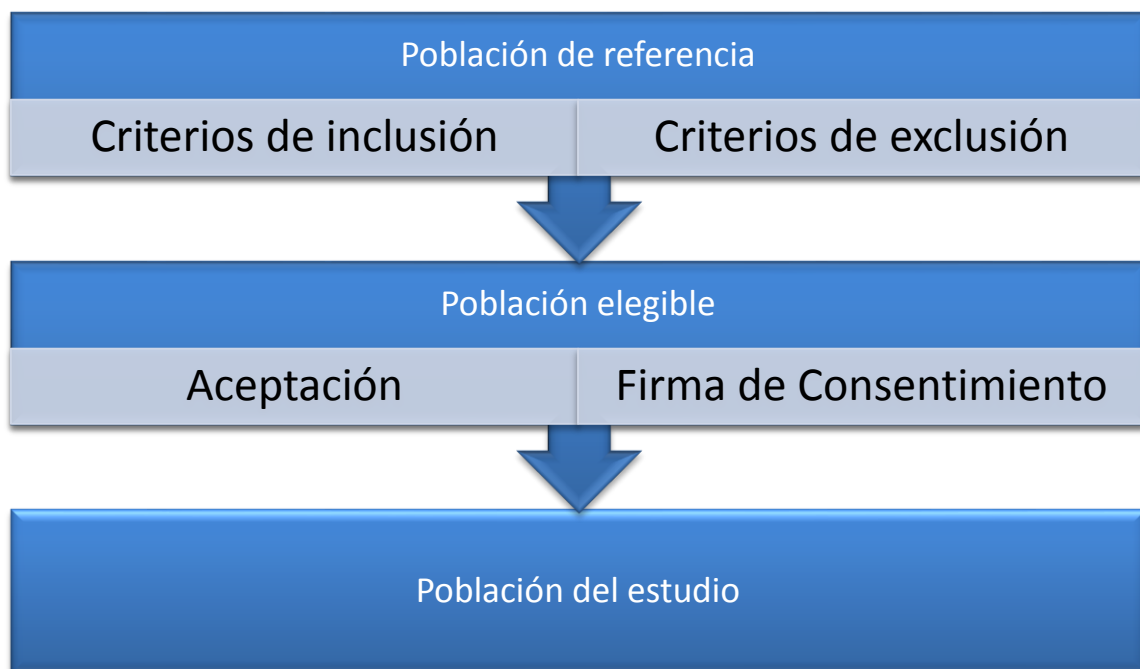 Población de referencia
Criterios de inclusión
Criterios de exclusión
Población elegible
Aceptación
Firma de Consentimiento
Población del estudio